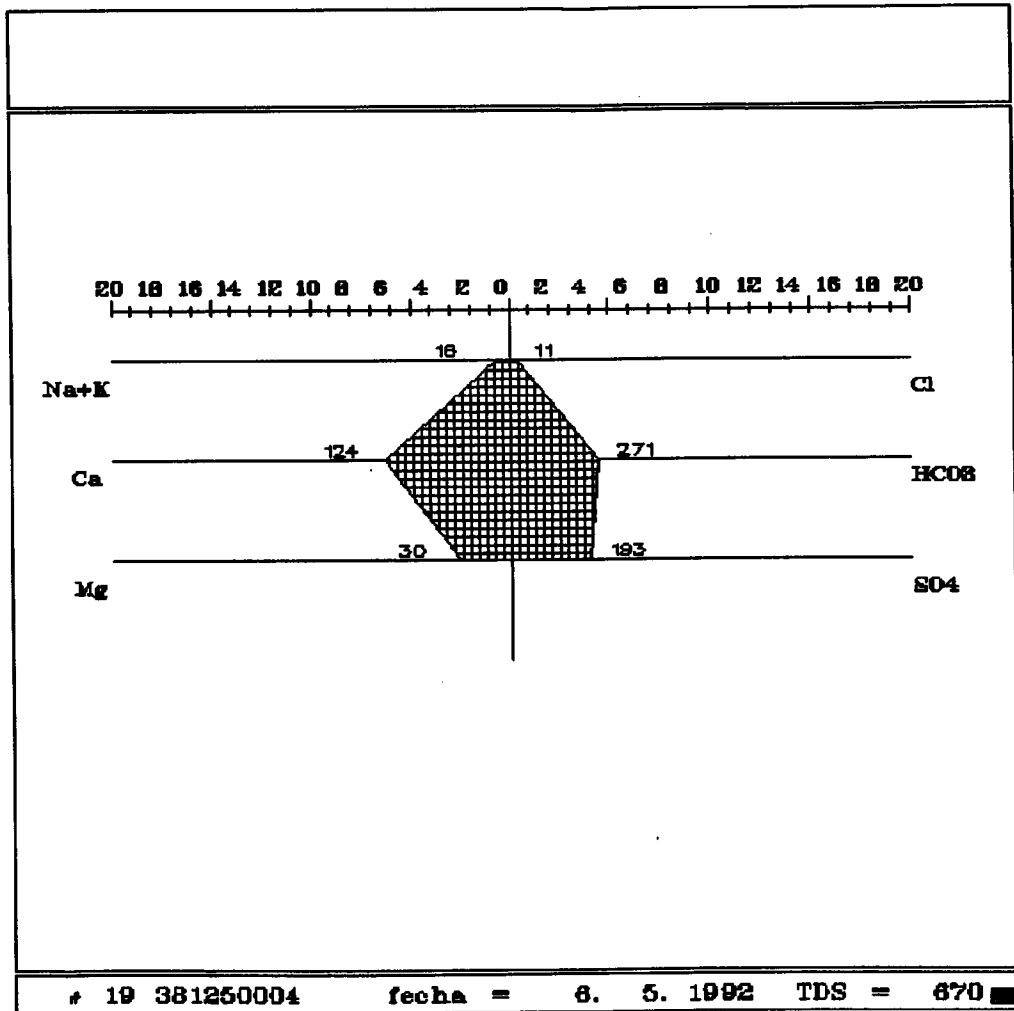 20 18 16 14 12 10 8 6 4 2 0 2 4 6 8 10 12 14 16 18 20
16 11
Na+K Cl
124 271
Ca HCO3
30 193
Mg SO4
# 19 381250004 fecha = 6. 5. 1992 TDS = 670